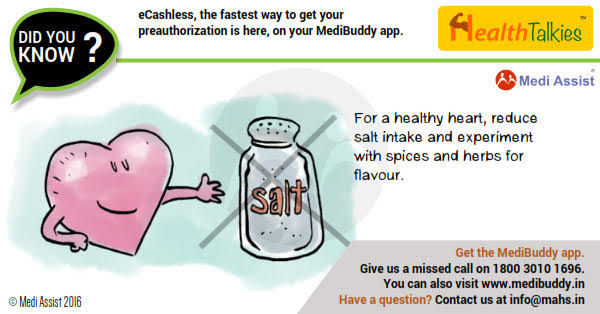 DID YOU
KNOW ?
eCashless, the fastest way to get your
preauthorization is here, on your MediBuddy app.
HealthTalkies™
Medi Assist®
For a healthy heart, reduce
salt intake and experiment
with spices and herbs for
flavour.
salt
Get the MediBuddy app.
Give us a missed call on 1800 3010 1696.
You can also visit www.medibuddy.in
Have a question? Contact us at info@mahs.in
© Medi Assist 2016